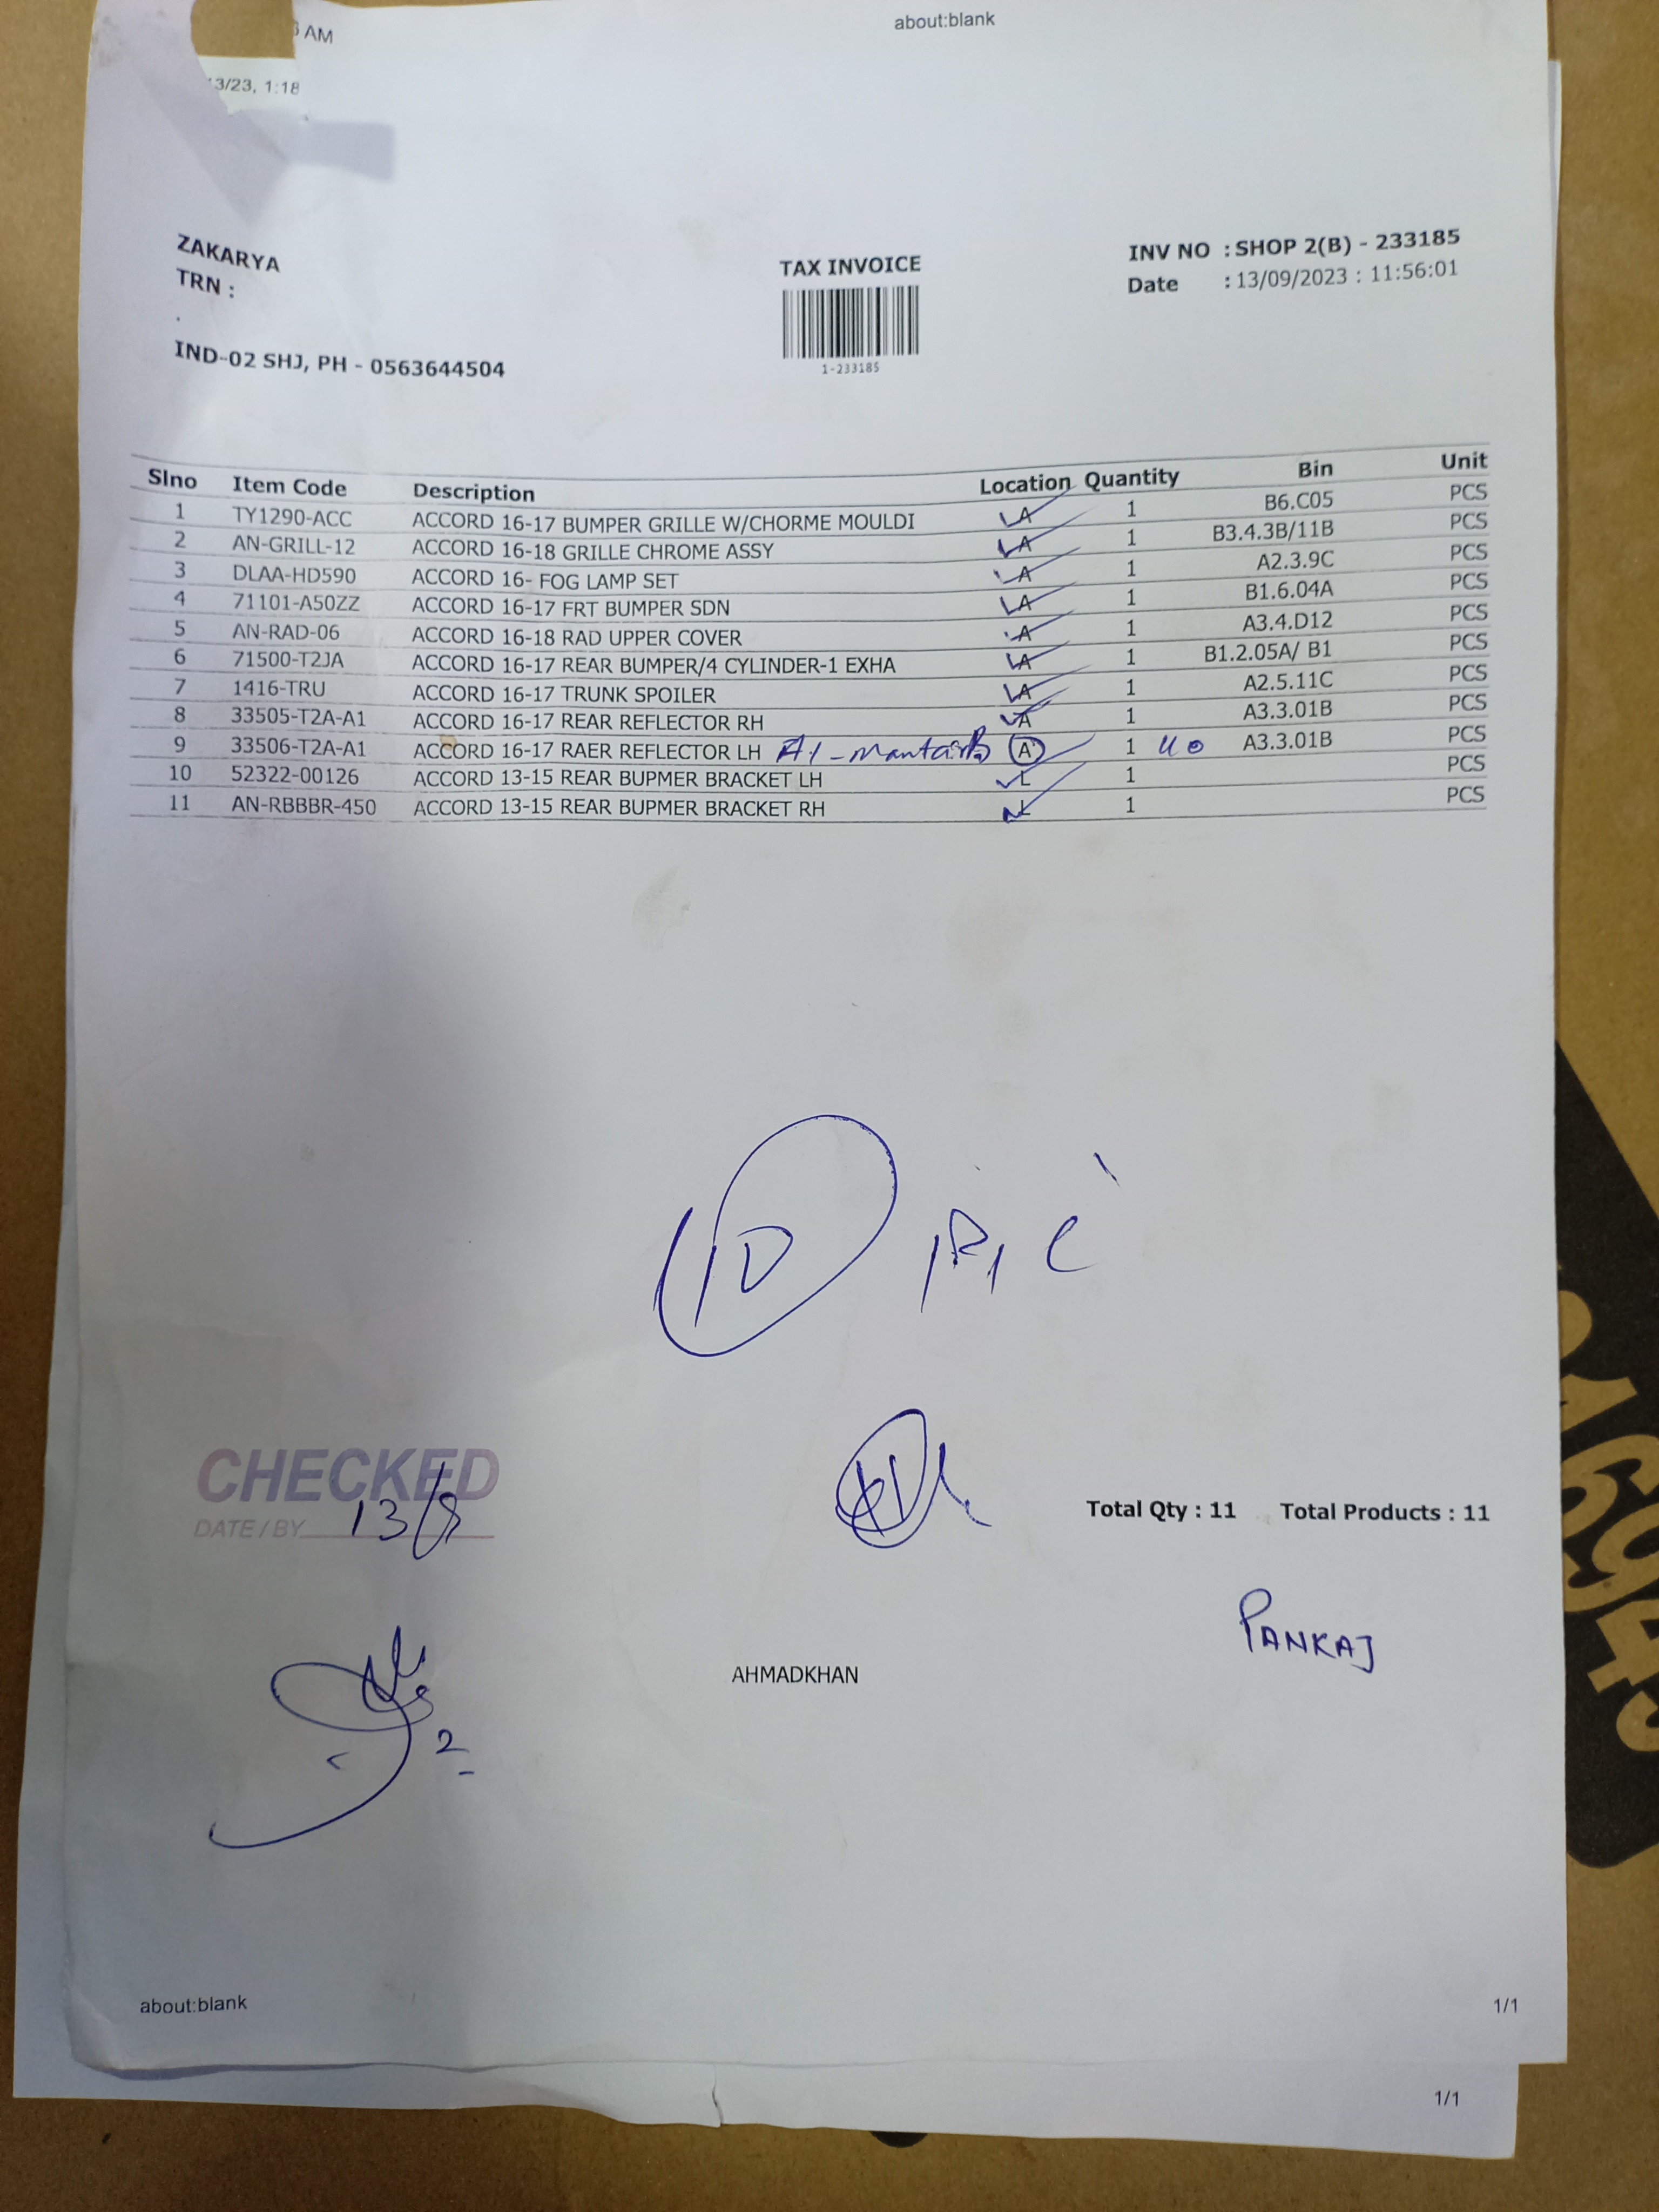 AM
about:blank
13/23, 1:18
ZAKARYA
TRN :
.
IND-02 SHJ, PH - 0563644504
TAX INVOICE
1-233185
INV NO : SHOP 2(B) - 233185
Date : 13/09/2023 : 11:56:01
Slno Item Code Description Location Quantity Bin Unit
1 TY1290-ACC ACCORD 16-17 BUMPER GRILLE W/CHORME MOULDI A 1 B6.C05 PCS
2 AN-GRILL-12 ACCORD 16-18 GRILLE CHROME ASSY A 1 B3.4.3B/11B PCS
3 DLAA-HD590 ACCORD 16- FOG LAMP SET A 1 A2.3.9C PCS
4 71101-A50ZZ ACCORD 16-17 FRT BUMPER SDN A 1 B1.6.04A PCS
5 AN-RAD-06 ACCORD 16-18 RAD UPPER COVER A 1 A3.4.D12 PCS
6 71500-T2JA ACCORD 16-17 REAR BUMPER/4 CYLINDER-1 EXHA A 1 B1.2.05A/ B1 PCS
7 1416-TRU ACCORD 16-17 TRUNK SPOILER A 1 A2.5.11C PCS
8 33505-T2A-A1 ACCORD 16-17 REAR REFLECTOR RH A 1 A3.3.01B PCS
9 33506-T2A-A1 ACCORD 16-17 RAER REFLECTOR LH A 1 A3.3.01B PCS
10 52322-00126 ACCORD 13-15 REAR BUPMER BRACKET LH L 1 PCS
11 AN-RBBBR-450 ACCORD 13-15 REAR BUPMER BRACKET RH L 1 PCS
10
CHECKED
DATE/BY 13/9
Total Qty : 11 Total Products : 11
PANKAJ
AHMADKHAN
2
about:blank
1/1
1/1